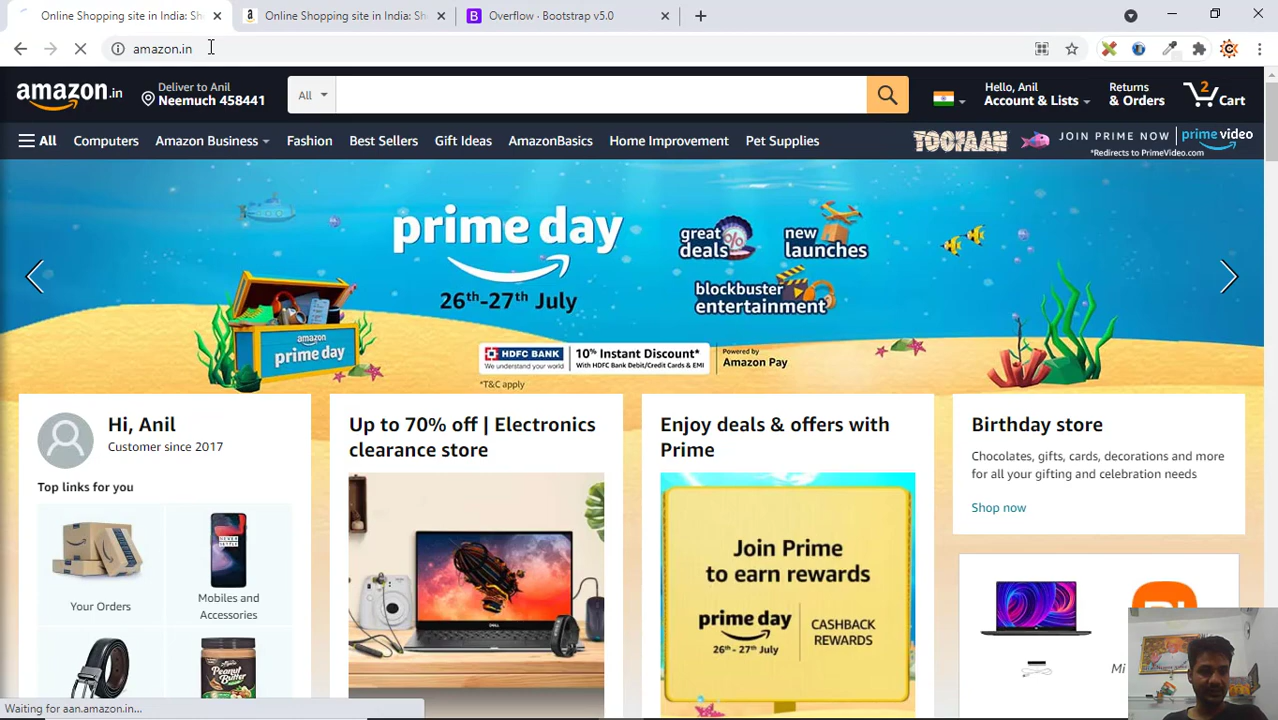 Online Shopping site in India: Sh
Online Shopping site in India: Sh
Overflow · Bootstrap v5.0
amazon.in
amazon.in
Deliver to Anil
Neemuch 458441
All
Hello, Anil
Account & Lists
Returns
& Orders
2
Cart
All
Computers
Amazon Business
Fashion
Best Sellers
Gift Ideas
AmazonBasics
Home Improvement
Pet Supplies
TOOFAAN
JOIN PRIME NOW
*Redirects to PrimeVideo.com
prime video
prime day
26th-27th July
great
deals
new
launches
blockbuster
entertainment
amazon
prime day
HDFC BANK
We understand your world
10% Instant Discount*
With HDFC Bank Debit/Credit Cards & EMI
Powered by
Amazon Pay
*T&C apply
Hi, Anil
Customer since 2017
Top links for you
Your Orders
Mobiles and
Accessories
Up to 70% off | Electronics
clearance store
Enjoy deals & offers with
Prime
Join Prime
to earn rewards
prime day
26th - 27th July
CASHBACK
REWARDS
Birthday store
Chocolates, gifts, cards, decorations and more
for all your gifting and celebration needs
Shop now
Mi
Waiting for aan.amazon.in...